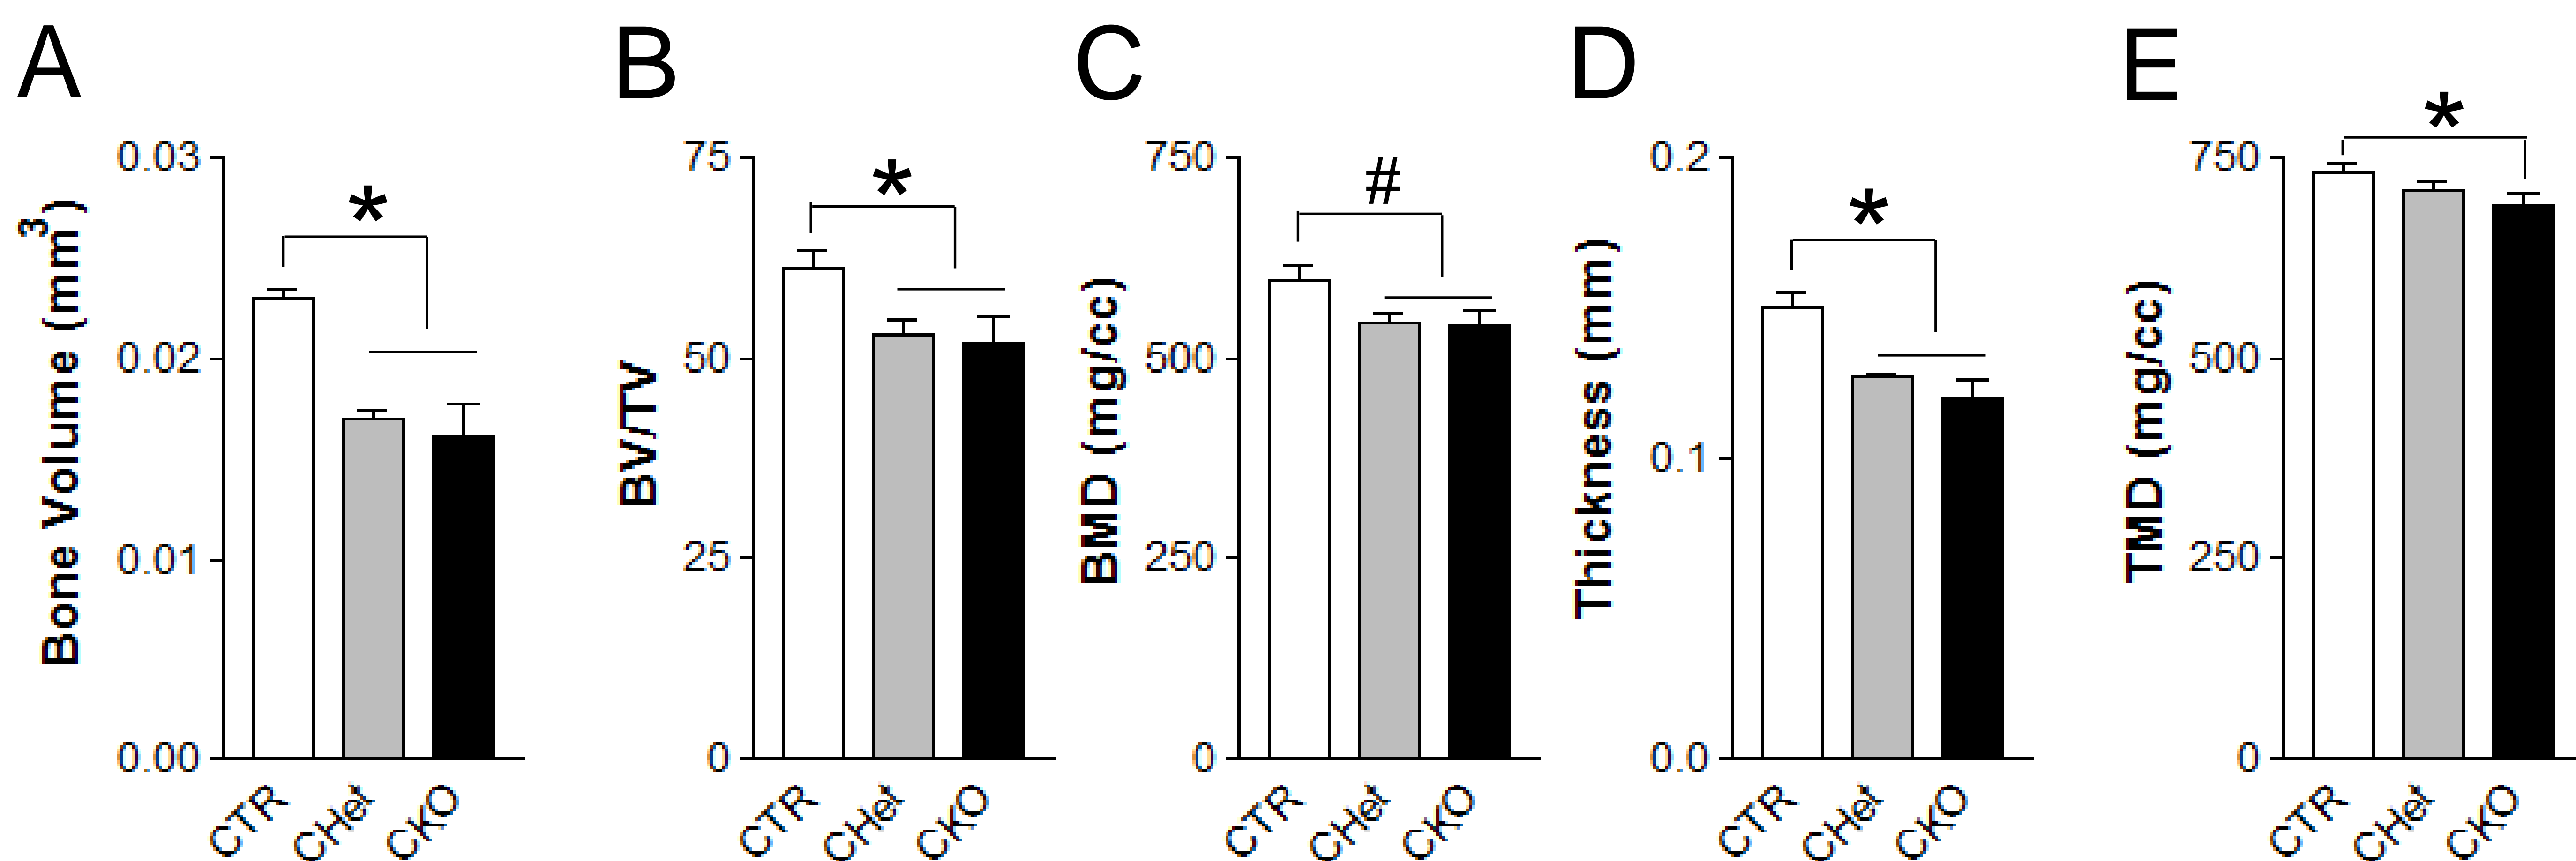 A
B
C
D
E
Bone Volume (mm³)
0.03
0.02
0.01
0.00
*
CTR
CHet
CKO
BV/TV
75
50
25
0
*
CTR
CHet
CKO
BMD (mg/cc)
750
500
250
0
#
CTR
CHet
CKO
Thickness (mm)
0.2
0.1
0.0
*
CTR
CHet
CKO
TMD (mg/cc)
750
500
250
0
*
CTR
CHet
CKO